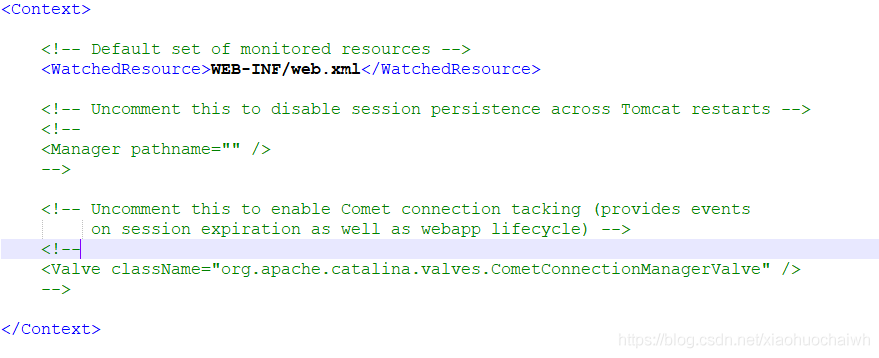 <Context>
<!-- Default set of monitored resources -->
<WatchedResource>WEB-INF/web.xml</WatchedResource>
<!-- Uncomment this to disable session persistence across Tomcat restarts -->
<!--
<Manager pathname="" />
-->
<!-- Uncomment this to enable Comet connection tacking (provides events
on session expiration as well as webapp lifecycle) -->
<!--
<Valve className="org.apache.catalina.valves.CometConnectionManagerValve" />
-->
</Context>
https://blog.csdn.net/xiaohuochaiwh